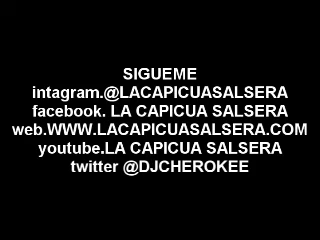 SIGUEME
intagram.@LACAPICUASALSERA
facebook. LA CAPICUA SALSERA
web.WWW.LACAPICUASALSERA.COM
youtube.LA CAPICUA SALSERA
twitter @DJCHEROKEE